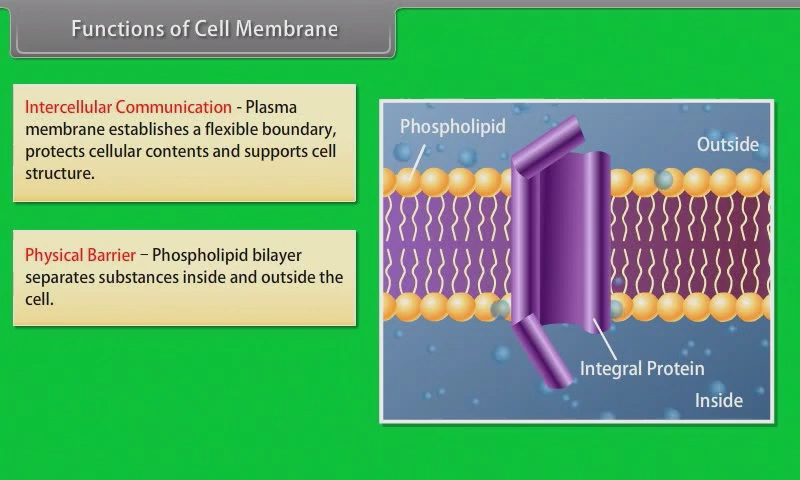 Functions of Cell Membrane
Intercellular Communication - Plasma
membrane establishes a flexible boundary,
protects cellular contents and supports cell
structure.
Physical Barrier – Phospholipid bilayer
separates substances inside and outside the
cell.
Phospholipid
Outside
Integral Protein
Inside